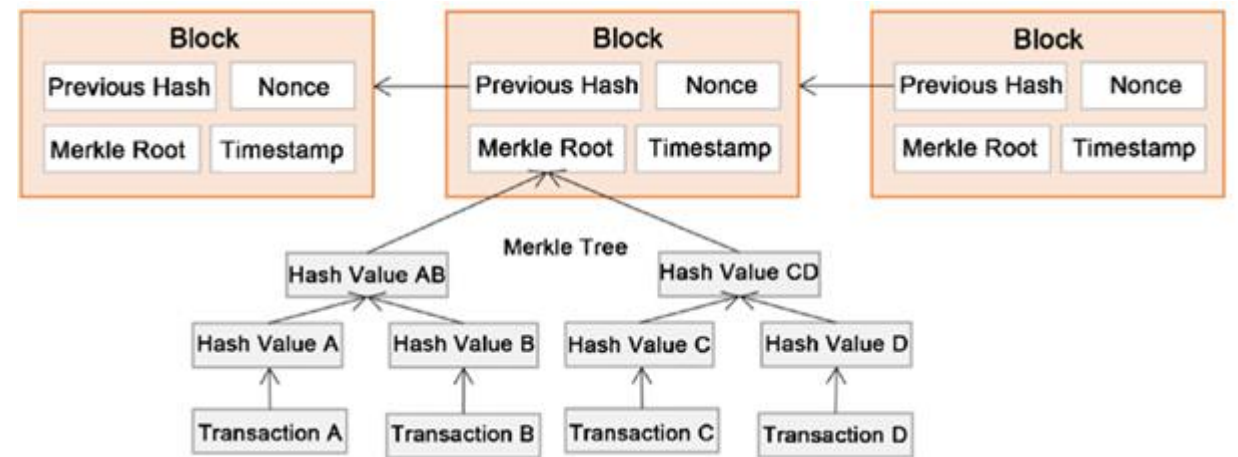 Block
Block
Block
Previous Hash Nonce
Previous Hash Nonce
Previous Hash Nonce
Merkle Root Timestamp
Merkle Root Timestamp
Merkle Root Timestamp
Merkle Tree
Hash Value AB
Hash Value CD
Hash Value A
Hash Value B
Hash Value C
Hash Value D
Transaction A
Transaction B
Transaction C
Transaction D